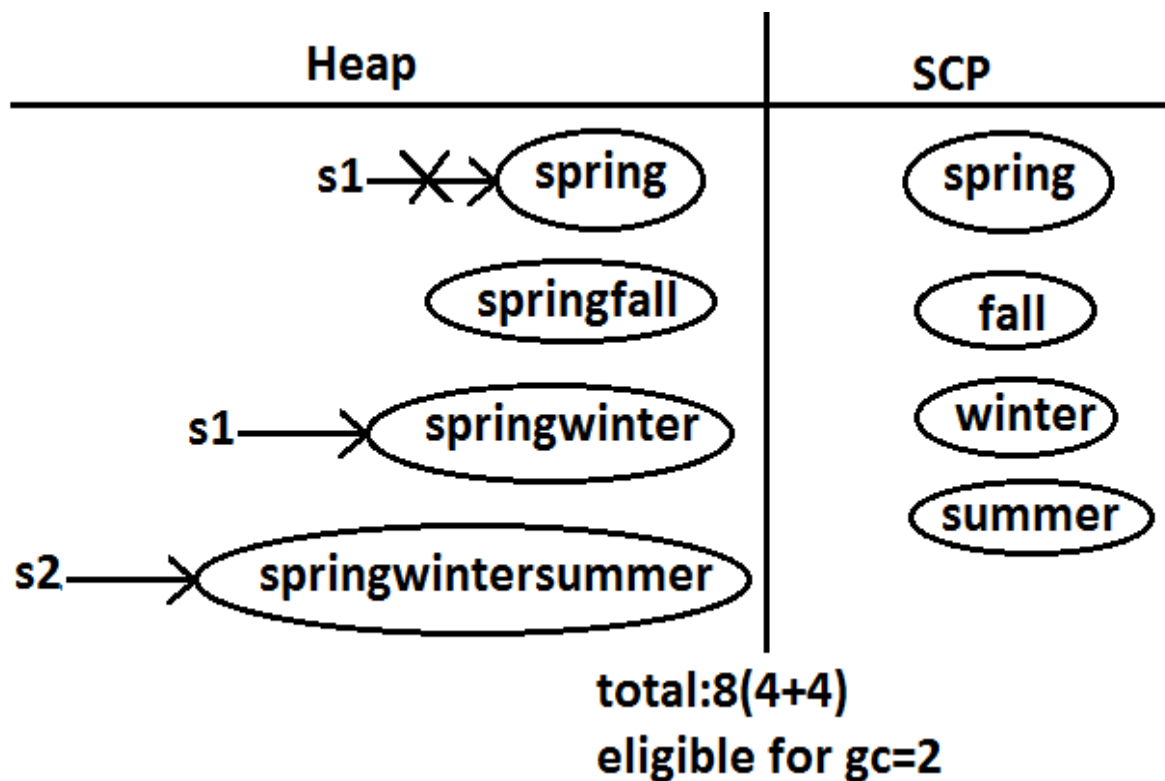 Heap SCP
s1 spring spring
springfall fall
s1 springwinter winter
summer
s2 springwintersummer
total:8(4+4)
eligible for gc=2